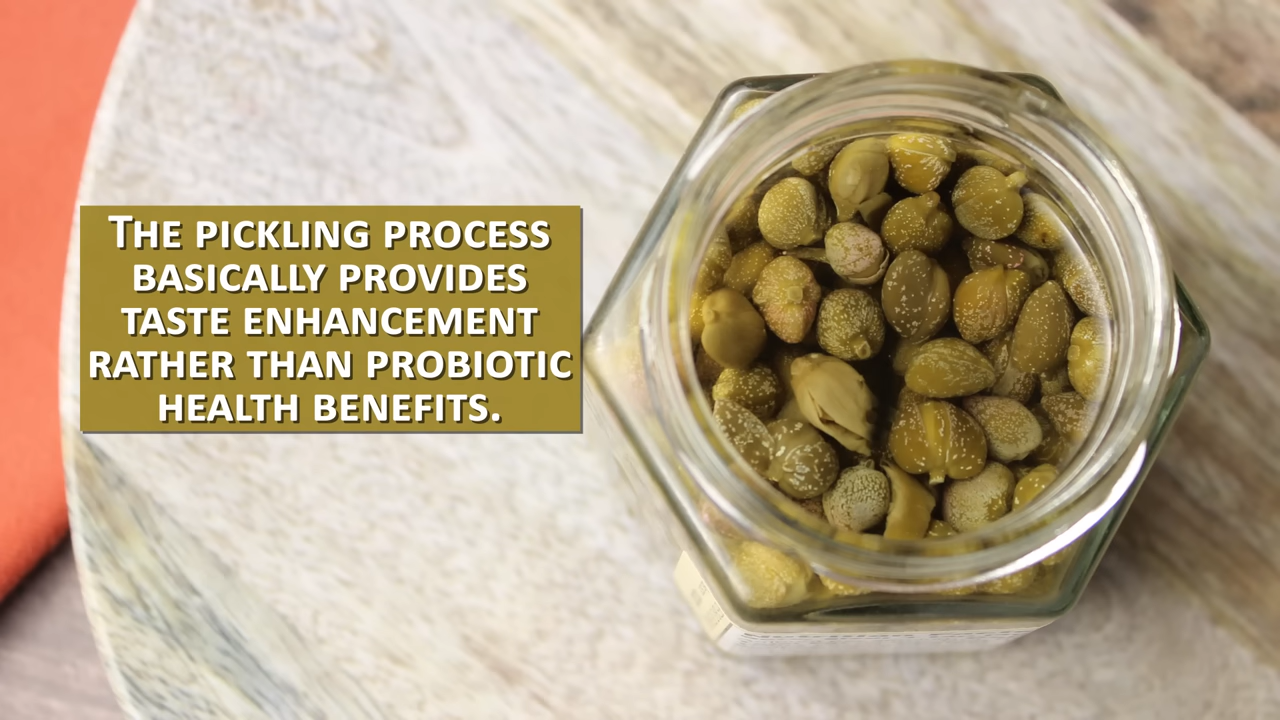 The pickling process
basically provides
taste enhancement
rather than probiotic
health benefits.